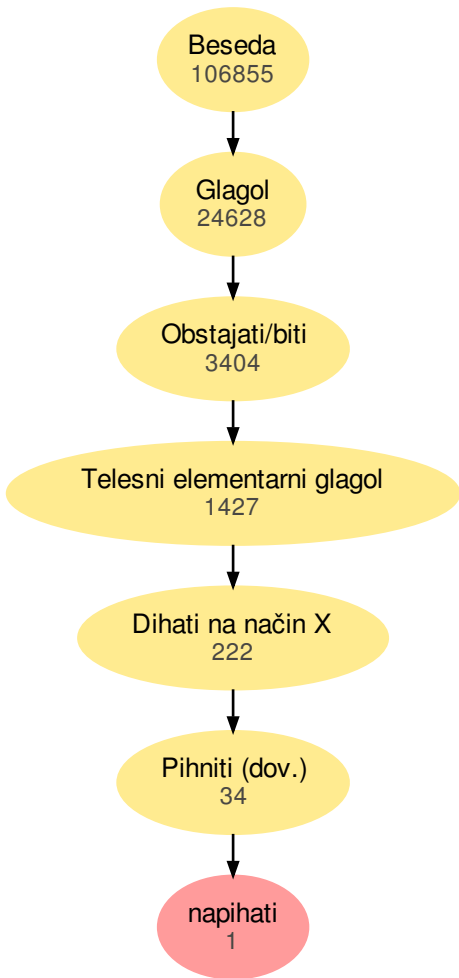 Beseda
106855
Glagol
24628
Obstajati/biti
3404
Telesni elementarni glagol
1427
Dihati na način X
222
Pihniti (dov.)
34
napihati
1